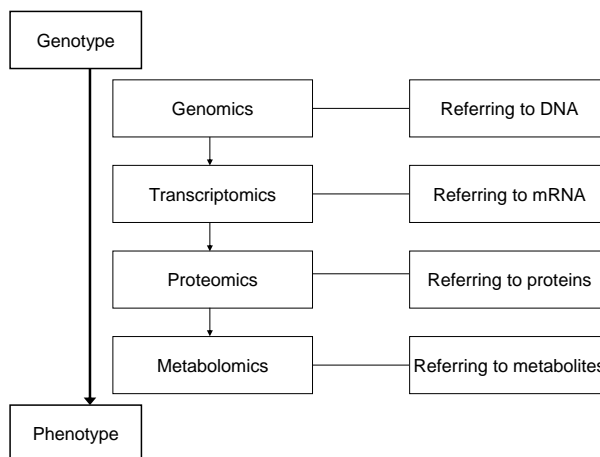 Genotype
Genomics
Referring to DNA
Transcriptomics
Referring to mRNA
Proteomics
Referring to proteins
Metabolomics
Referring to metabolites
Phenotype